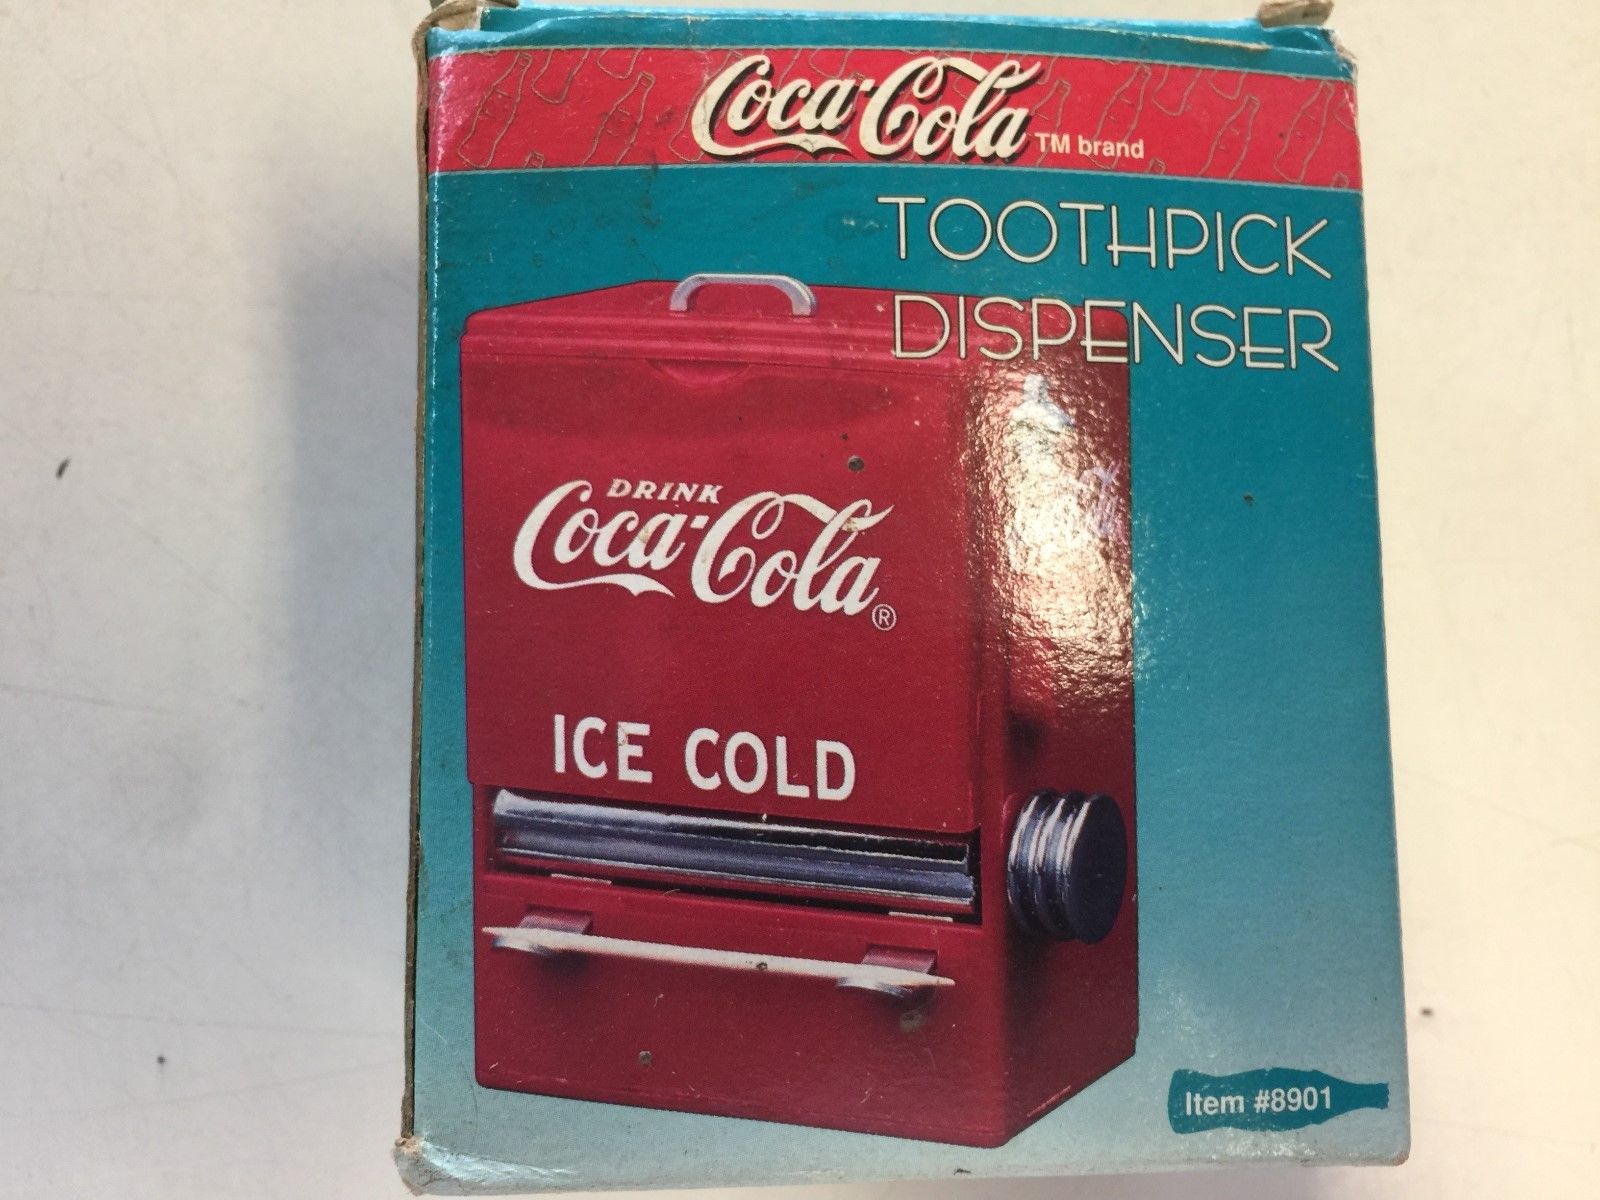 Coca-Cola TM brand
TOOTHPICK
DISPENSER
DRINK
Coca-Cola®
ICE COLD
Item #8901